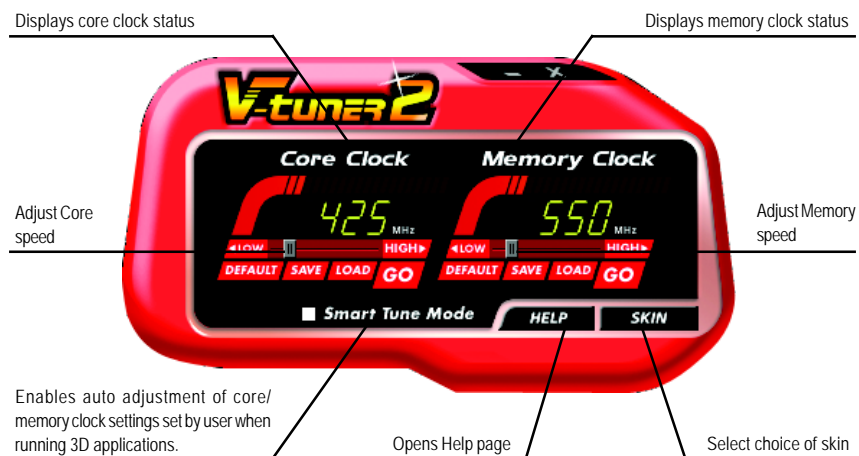 Displays core clock status
Displays memory clock status
V-TUNER 2
Core Clock
Memory Clock
Adjust Core
speed
425 MHz
550 MHz
Adjust Memory
speed
LOW
HIGH
LOW
HIGH
DEFAULT SAVE LOAD GO
DEFAULT SAVE LOAD GO
Smart Tune Mode
HELP
SKIN
Enables auto adjustment of core/
memory clock settings set by user when
running 3D applications.
Opens Help page
Select choice of skin